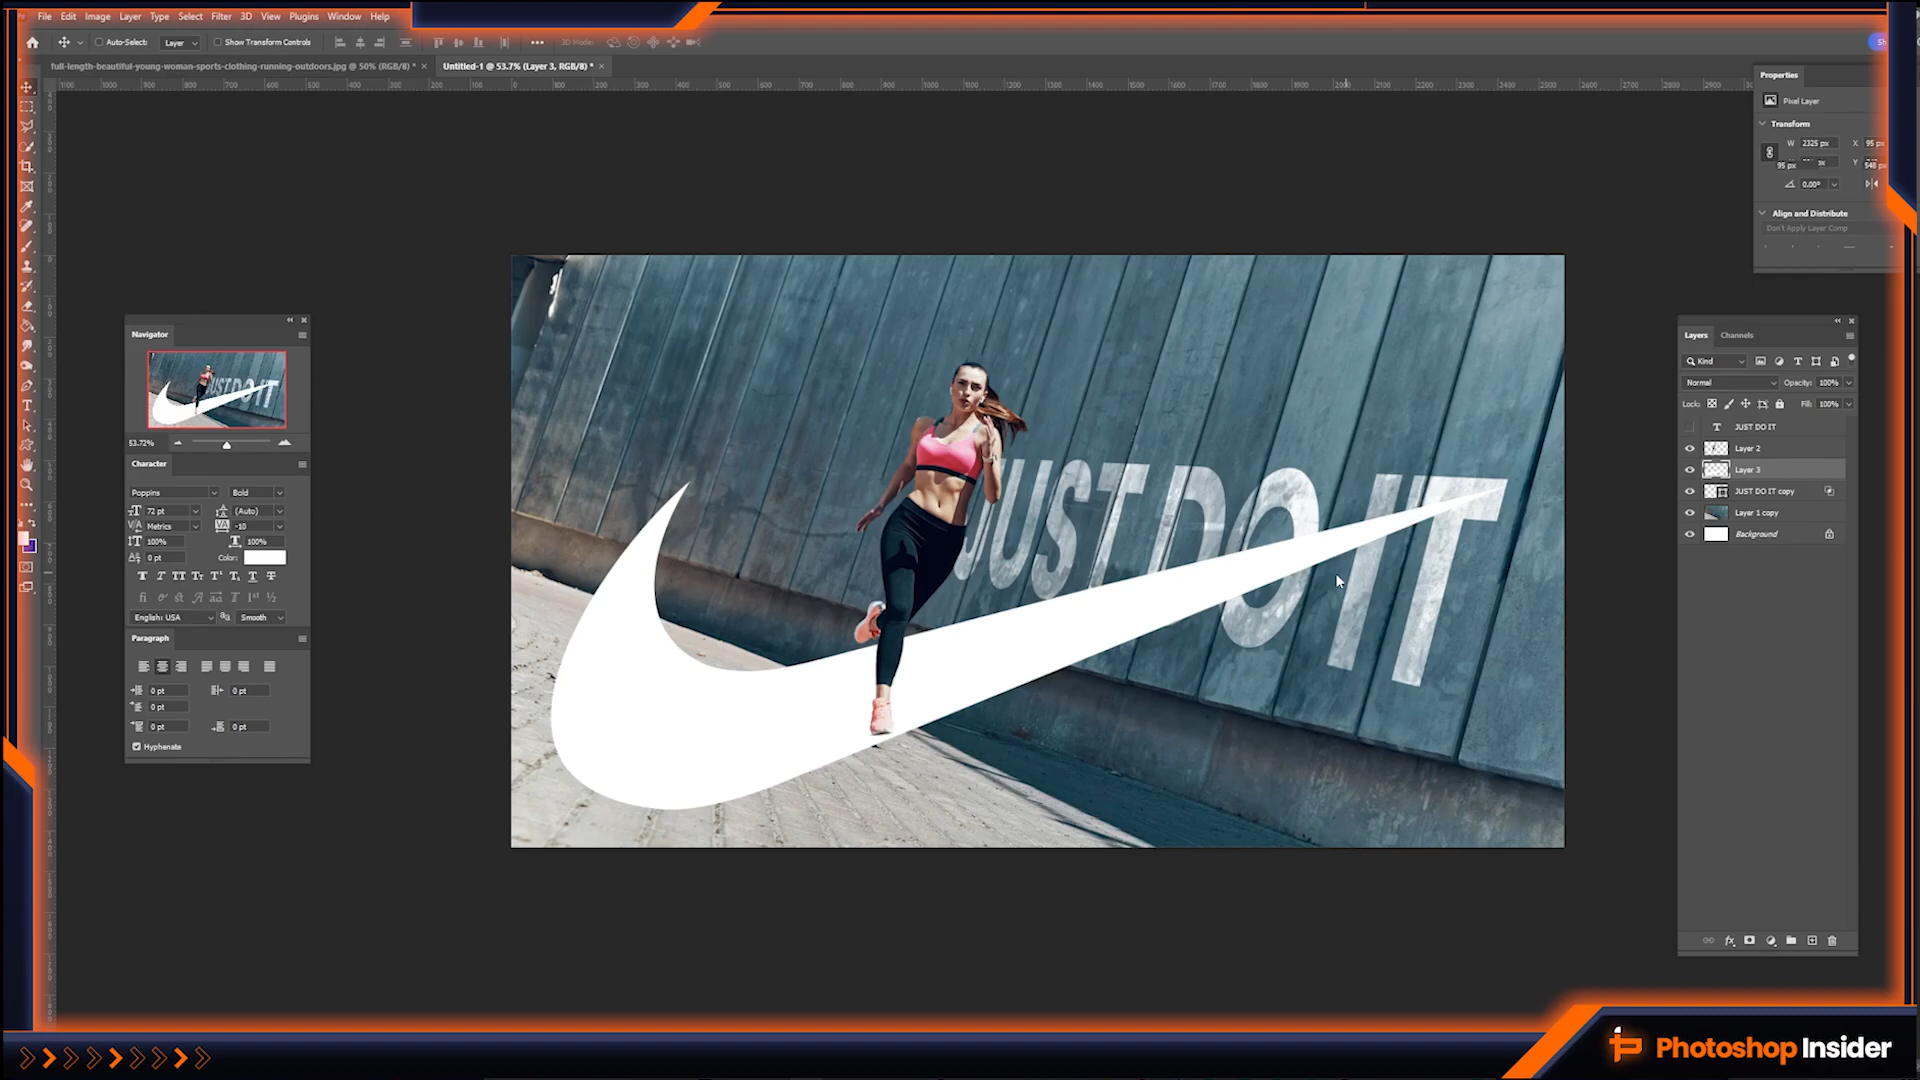 File Edit Image Layer Type Select Filter 3D View Plugins Window Help
Auto-Select: Layer Show Transform Controls 3D Mode:
full-length-beautiful-young-woman-sports-clothing-running-outdoors.jpg @ 50% (RGB/8) * × Untitled-1 @ 53.7% (Layer 3, RGB/8) * ×
Properties
Pixel Layer
Transform
W 2325 px X 95 px
95 px px Y 548 px
0.00°
Align and Distribute
Don't Apply Layer Comp
Navigator
53.72%
Character
Poppins Bold
72 pt (Auto)
Metrics -10
100% 100%
0 pt Color:
English: USA Smooth
Paragraph
0 pt 0 pt
0 pt
0 pt 0 pt
Hyphenate
JUST DO IT
Layers Channels
Kind
Normal Opacity: 100%
Lock: Fill: 100%
JUST DO IT
Layer 2
Layer 3
JUST DO IT copy
Layer 1 copy
Background
Photoshop Insider